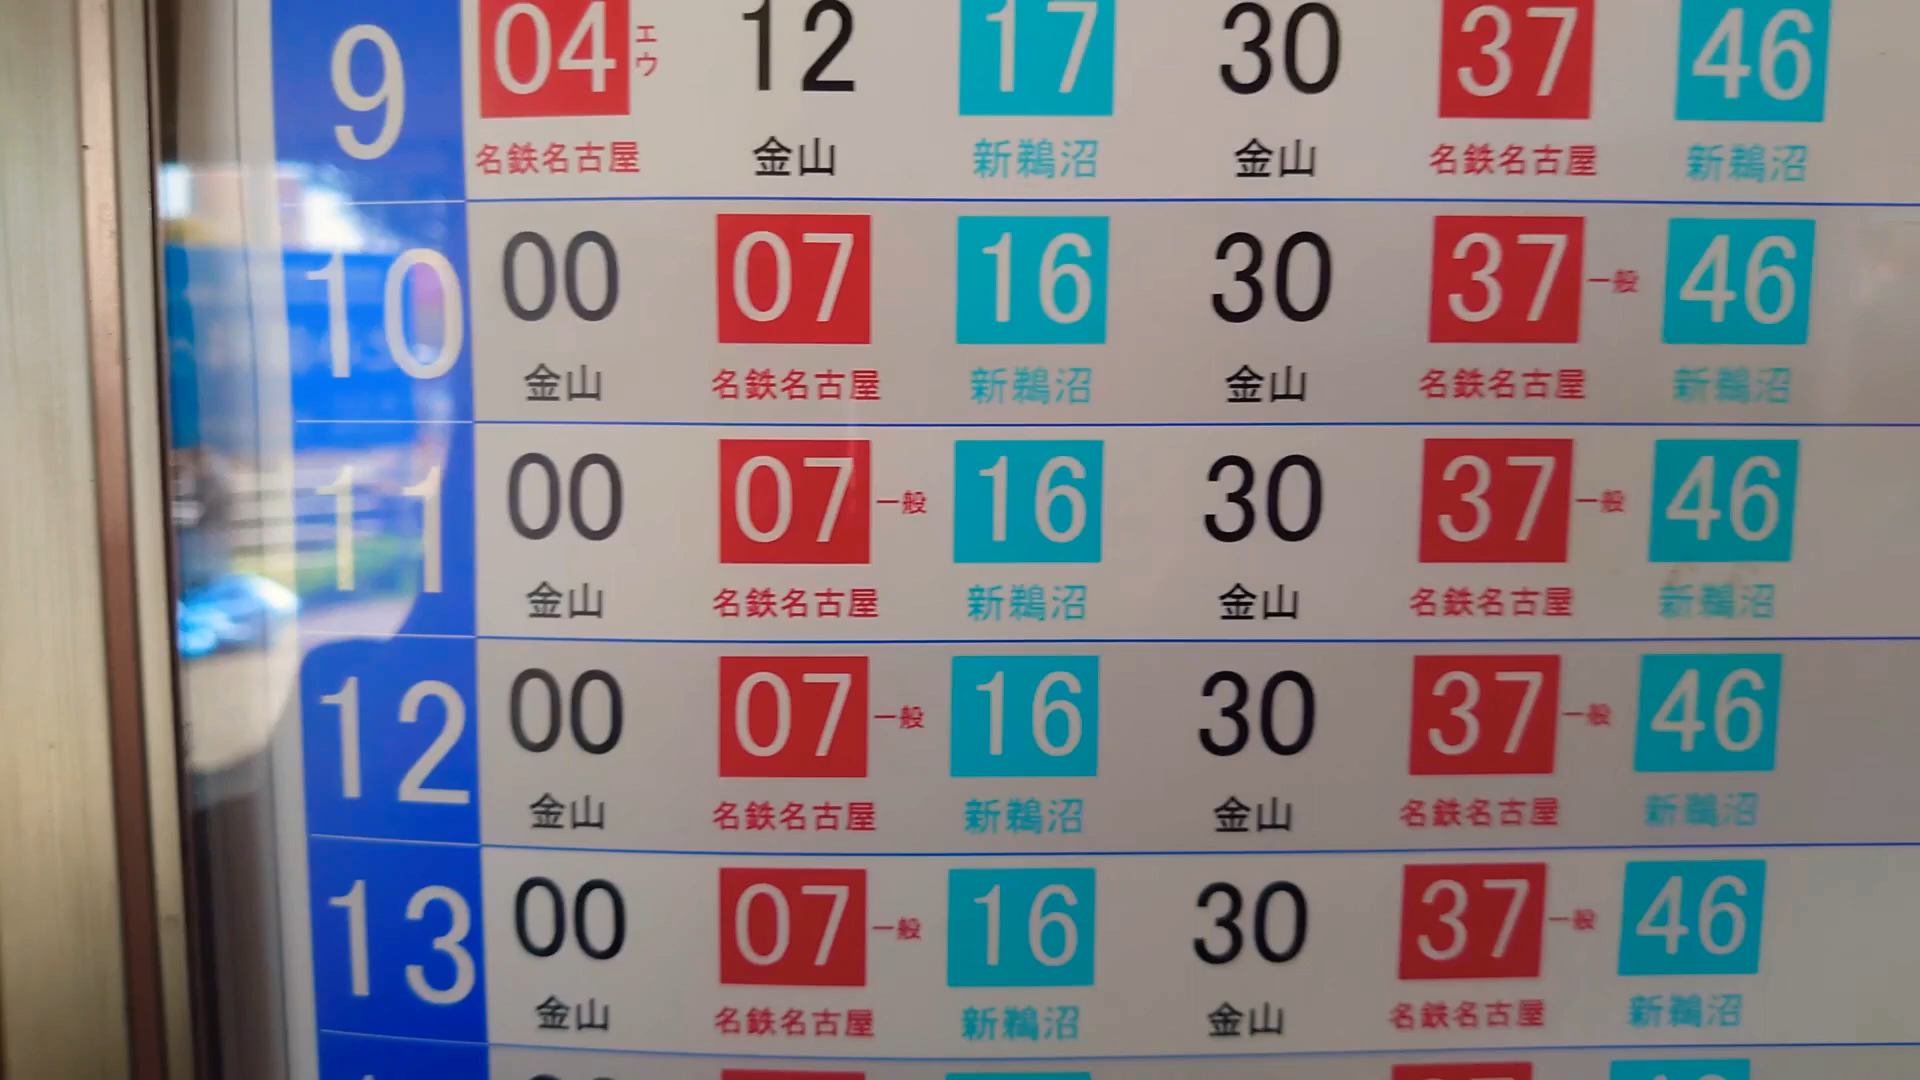 9 04 エウ 12 17 30 37 46
名鉄名古屋 金山 新鵜沼 金山 名鉄名古屋 新鵜沼
10 00 07 16 30 37 一般 46
金山 名鉄名古屋 新鵜沼 金山 名鉄名古屋 新鵜沼
11 00 07 一般 16 30 37 一般 46
金山 名鉄名古屋 新鵜沼 金山 名鉄名古屋 新鵜沼
12 00 07 一般 16 30 37 一般 46
金山 名鉄名古屋 新鵜沼 金山 名鉄名古屋 新鵜沼
13 00 07 一般 16 30 37 一般 46
金山 名鉄名古屋 新鵜沼 金山 名鉄名古屋 新鵜沼